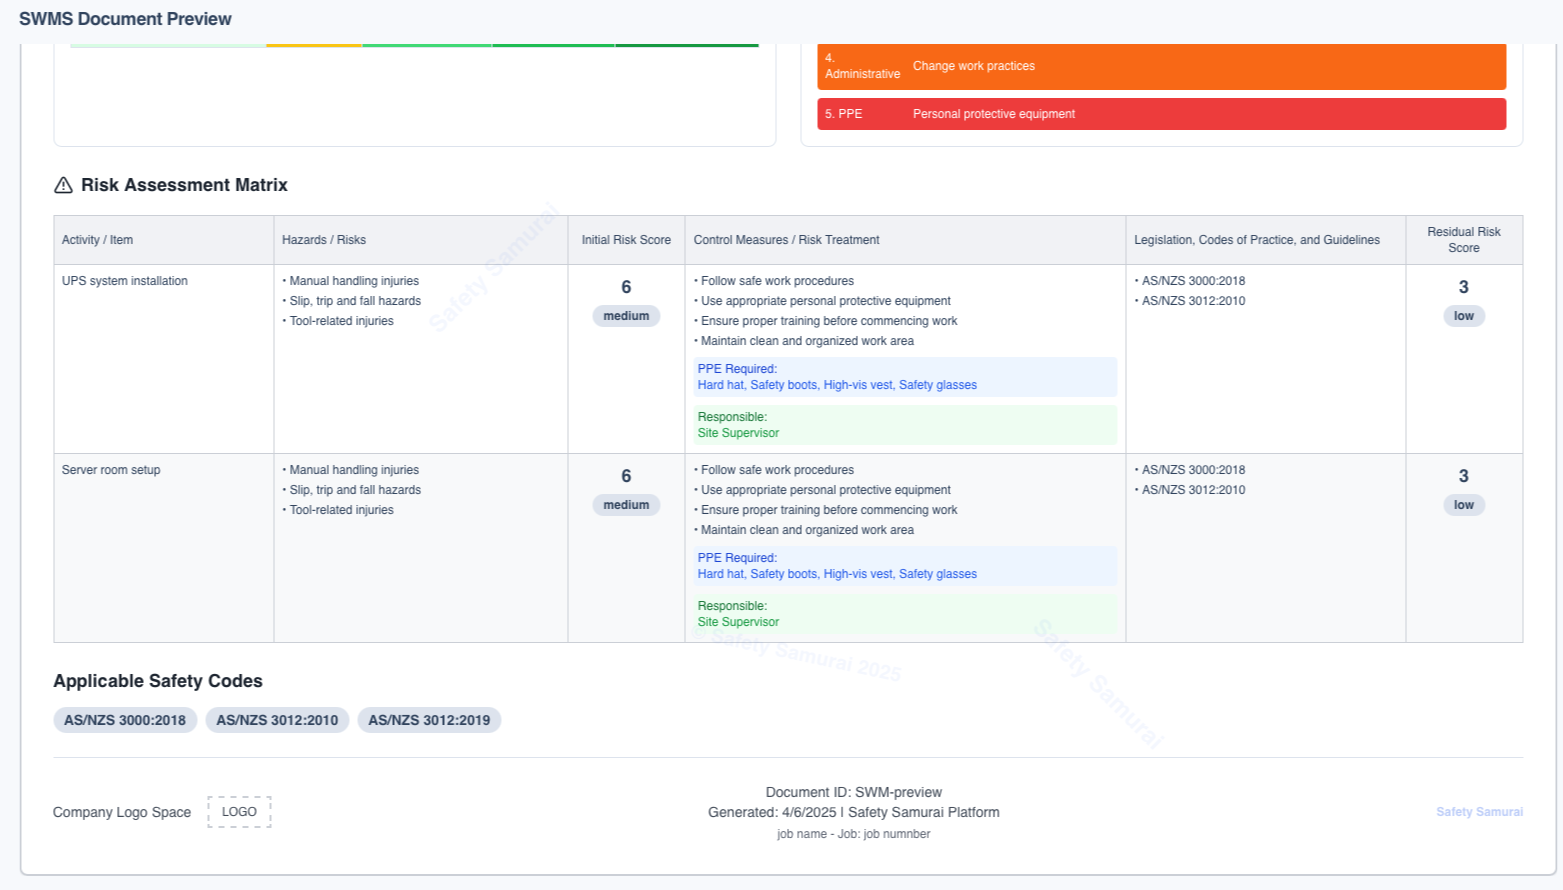 SWMS Document Preview
4.
Administrative
Change work practices
5. PPE
Personal protective equipment
Risk Assessment Matrix
Activity / Item
Hazards / Risks
Initial Risk Score
Control Measures / Risk Treatment
Legislation, Codes of Practice, and Guidelines
Residual Risk
Score
UPS system installation
• Manual handling injuries
• Slip, trip and fall hazards
• Tool-related injuries
6
medium
• Follow safe work procedures
• Use appropriate personal protective equipment
• Ensure proper training before commencing work
• Maintain clean and organized work area
PPE Required:
Hard hat, Safety boots, High-vis vest, Safety glasses
Responsible:
Site Supervisor
• AS/NZS 3000:2018
• AS/NZS 3012:2010
3
low
Server room setup
• Manual handling injuries
• Slip, trip and fall hazards
• Tool-related injuries
6
medium
• Follow safe work procedures
• Use appropriate personal protective equipment
• Ensure proper training before commencing work
• Maintain clean and organized work area
PPE Required:
Hard hat, Safety boots, High-vis vest, Safety glasses
Responsible:
Site Supervisor
• AS/NZS 3000:2018
• AS/NZS 3012:2010
3
low
Safety Samurai
© Safety Samurai 2025
Safety Samurai
Applicable Safety Codes
AS/NZS 3000:2018
AS/NZS 3012:2010
AS/NZS 3012:2019
Company Logo Space
LOGO
Document ID: SWM-preview
Generated: 4/6/2025 | Safety Samurai Platform
job name - Job: job numnber
Safety Samurai